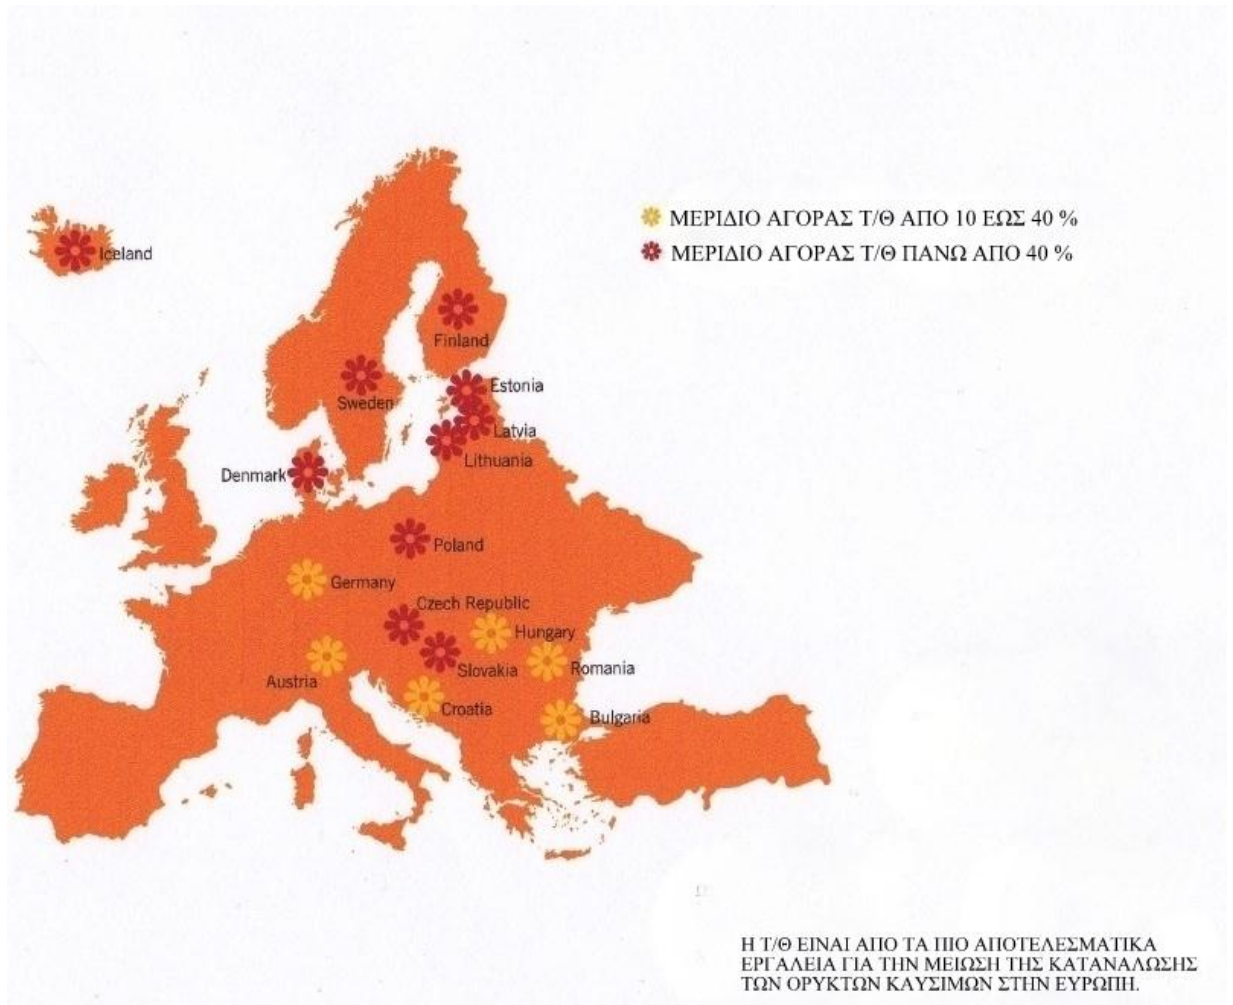 ΜΕΡΙΔΙΟ ΑΓΟΡΑΣ Τ/Θ ΑΠΟ 10 ΕΩΣ 40 %
ΜΕΡΙΔΙΟ ΑΓΟΡΑΣ Τ/Θ ΠΑΝΩ ΑΠΟ 40 %
Iceland
Finland
Estonia
Sweden
Latvia
Lithuania
Denmark
Poland
Germany
Czech Republic
Hungary
Slovakia
Romania
Austria
Croatia
Bulgaria
Η Τ/Θ ΕΙΝΑΙ ΑΠΟ ΤΑ ΠΙΟ ΑΠΟΤΕΛΕΣΜΑΤΙΚΑ
ΕΡΓΑΛΕΙΑ ΓΙΑ ΤΗΝ ΜΕΙΩΣΗ ΤΗΣ ΚΑΤΑΝΑΛΩΣΗΣ
ΤΩΝ ΟΡΥΚΤΩΝ ΚΑΥΣΙΜΩΝ ΣΤΗΝ ΕΥΡΩΠΗ.